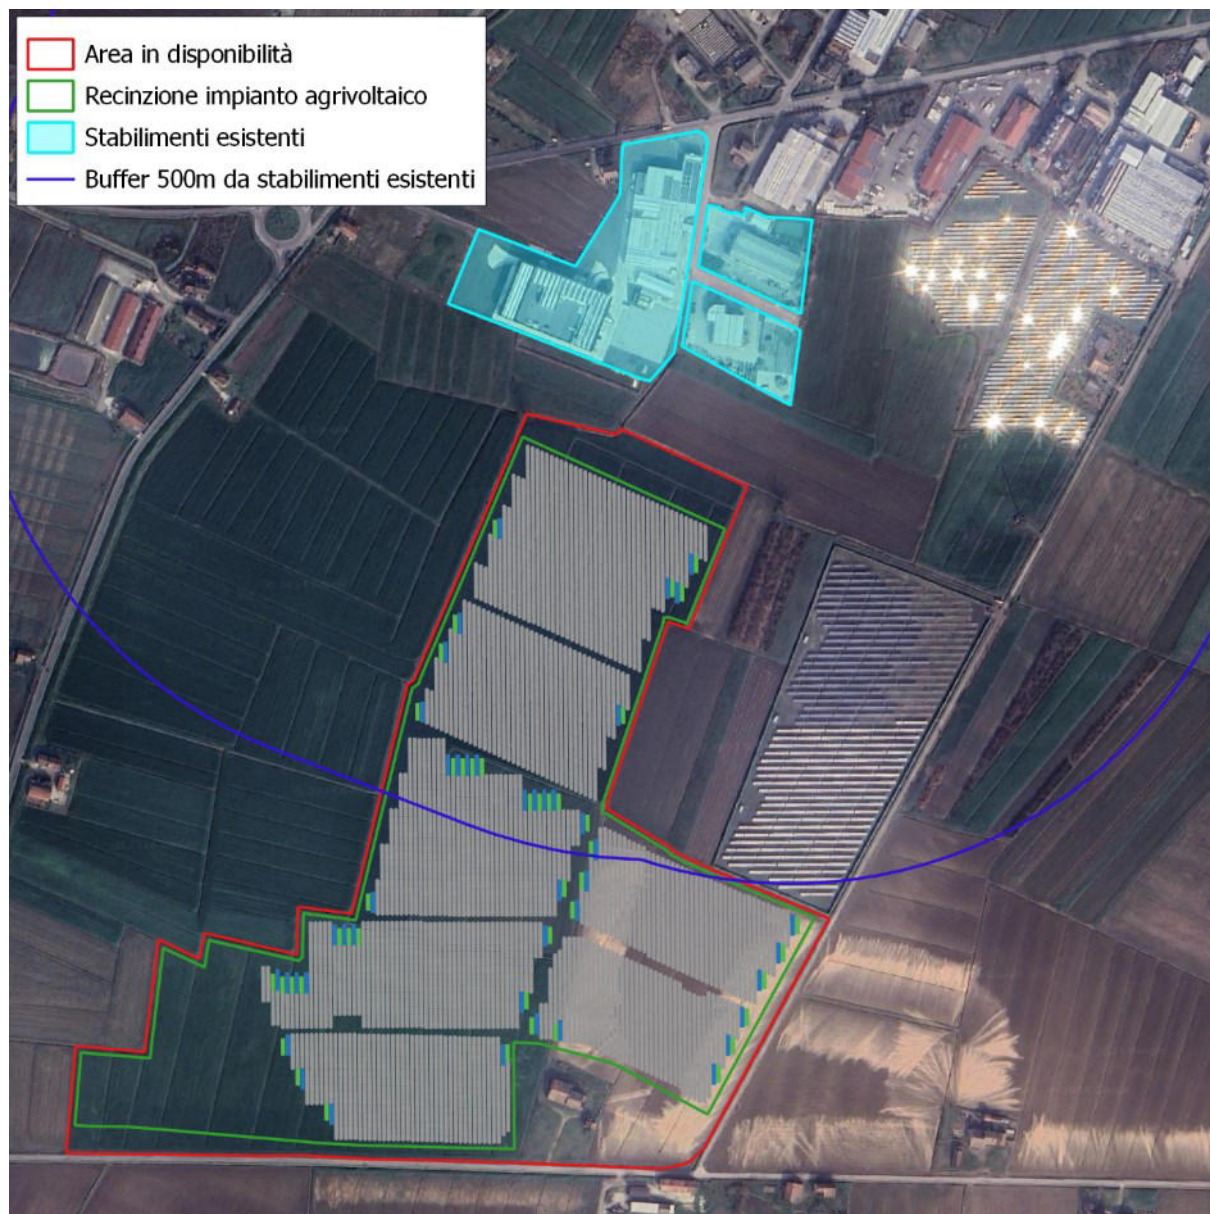 Area in disponibilità
Recinzione impianto agrivoltaico
Stabilimenti esistenti
Buffer 500m da stabilimenti esistenti